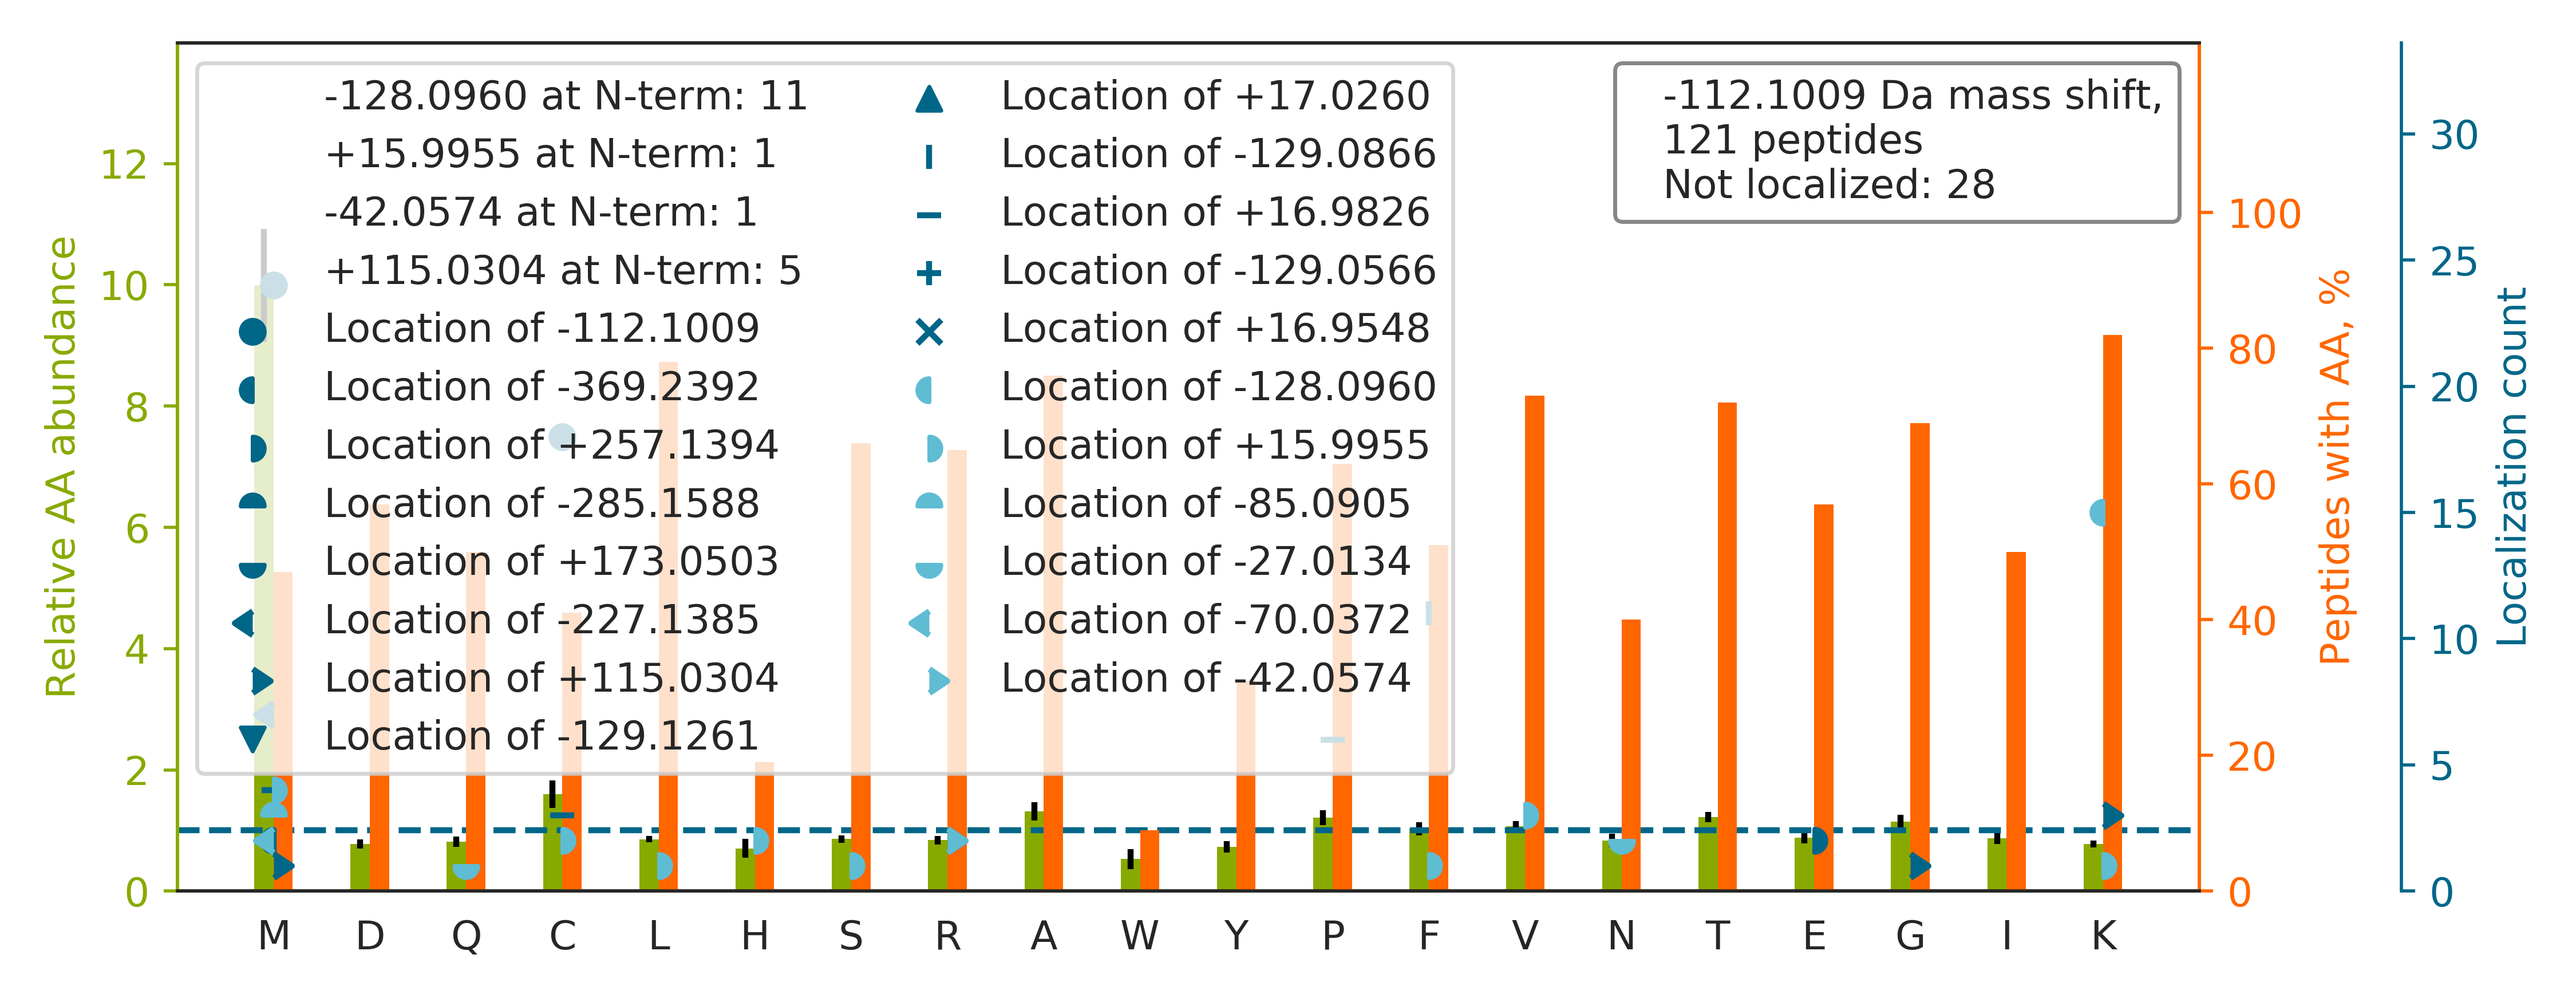 -128.0960 at N-term: 11
+15.9955 at N-term: 1
-42.0574 at N-term: 1
+115.0304 at N-term: 5
Location of -112.1009
Location of -369.2392
Location of +257.1394
Location of -285.1588
Location of +173.0503
Location of -227.1385
Location of +115.0304
Location of -129.1261
Location of +17.0260
Location of -129.0866
Location of +16.9826
Location of -129.0566
Location of +16.9548
Location of -128.0960
Location of +15.9955
Location of -85.0905
Location of -27.0134
Location of -70.0372
Location of -42.0574
-112.1009 Da mass shift,
121 peptides
Not localized: 28
Relative AA abundance
12
10
8
6
4
2
0
100
80
60
40
20
0
Peptides with AA, %
30
25
20
15
10
5
0
Localization count
M D Q C L H S R A W Y P F V N T E G I K